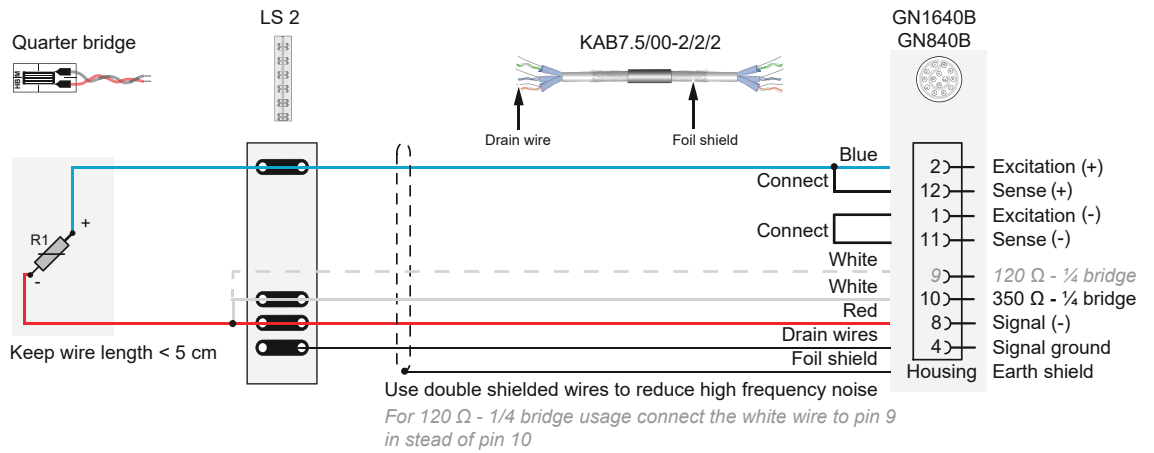 LS 2
GN1640B
GN840B
Quarter bridge
KAB7.5/00-2/2/2
HBM
Drain wire
Foil shield
Blue
2
Excitation (+)
Connect
12
Sense (+)
1
Excitation (-)
Connect
11
Sense (-)
+
R1
-
White
9
120 Ω - ¼ bridge
White
10
350 Ω - ¼ bridge
Red
8
Signal (-)
Drain wires
4
Signal ground
Keep wire length < 5 cm
Foil shield
Housing
Earth shield
Use double shielded wires to reduce high frequency noise
For 120 Ω - 1/4 bridge usage connect the white wire to pin 9
in stead of pin 10